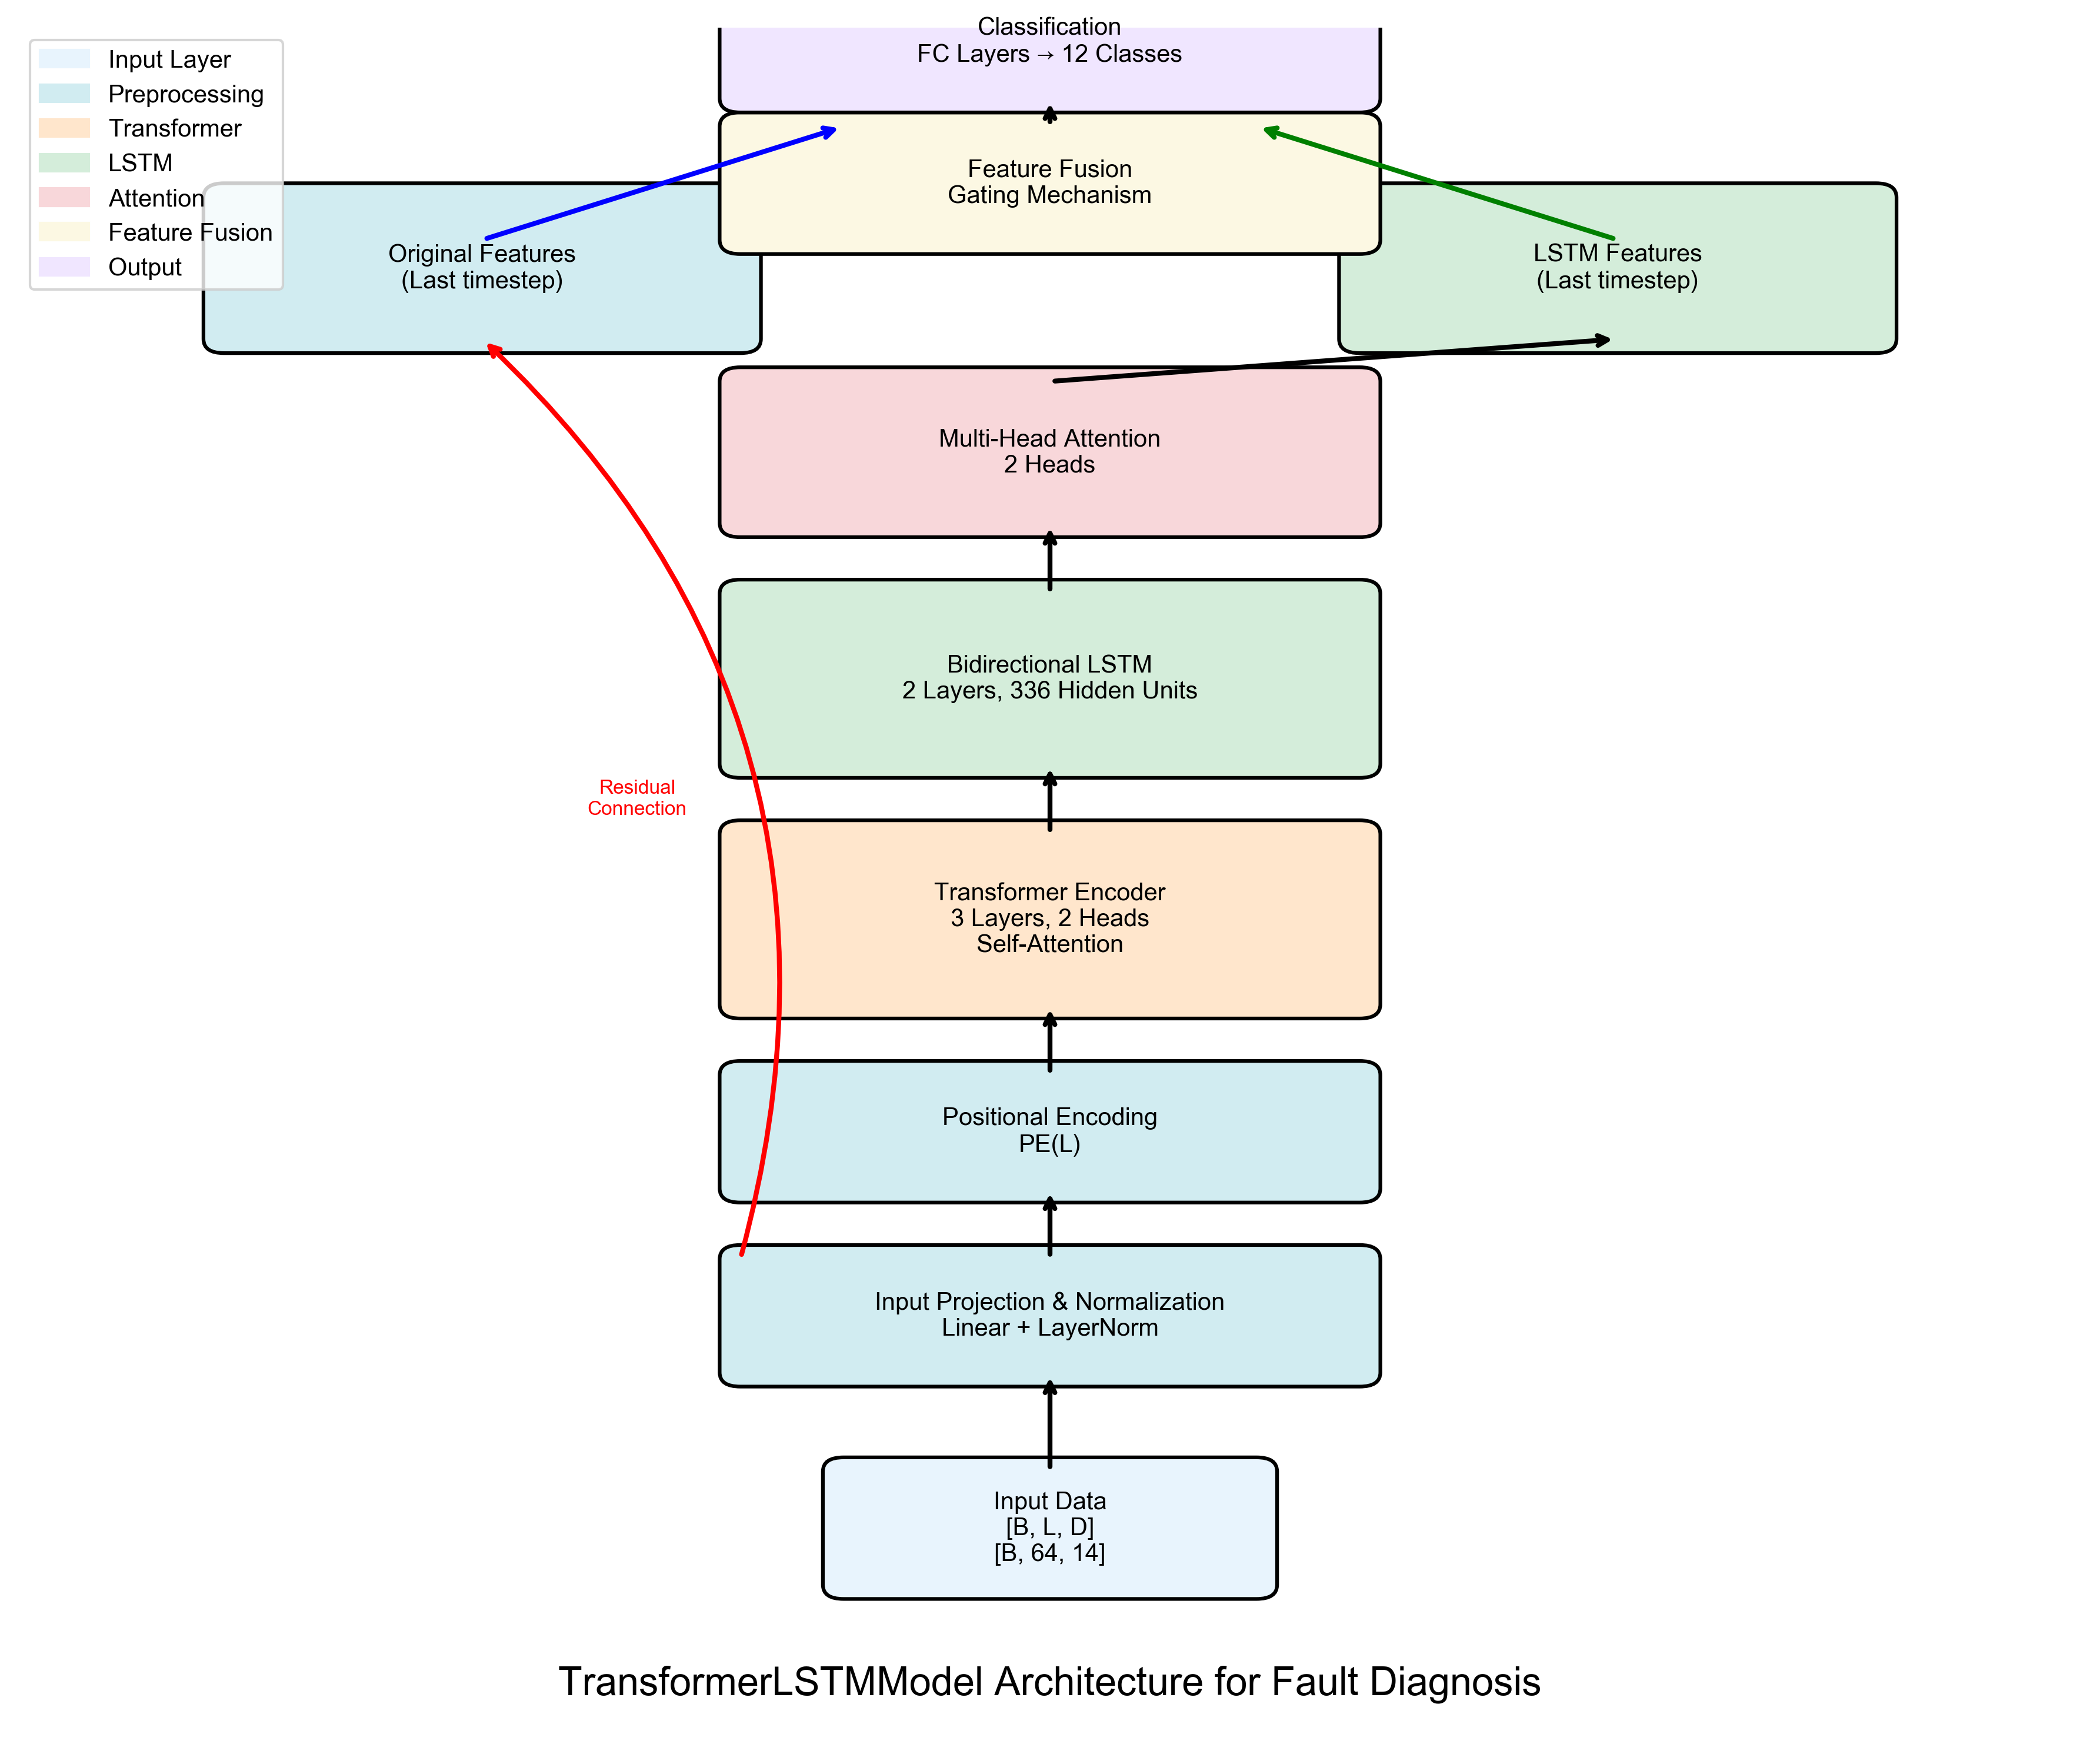 Classification
FC Layers → 12 Classes
Input Layer
Preprocessing
Transformer
LSTM
Attention
Feature Fusion
Output
Feature Fusion
Gating Mechanism
Original Features
(Last timestep)
LSTM Features
(Last timestep)
Multi-Head Attention
2 Heads
Bidirectional LSTM
2 Layers, 336 Hidden Units
Residual
Connection
Transformer Encoder
3 Layers, 2 Heads
Self-Attention
Positional Encoding
PE(L)
Input Projection & Normalization
Linear + LayerNorm
Input Data
[B, L, D]
[B, 64, 14]
TransformerLSTMModel Architecture for Fault Diagnosis